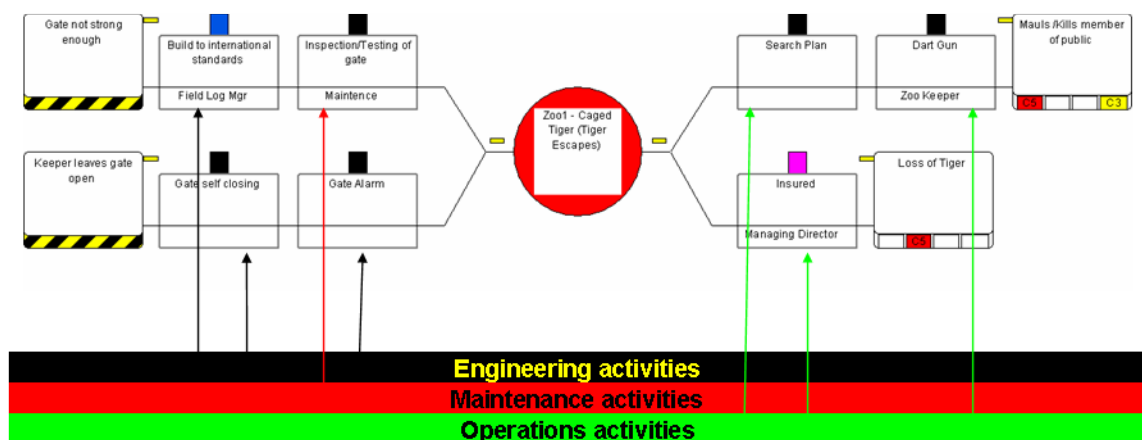 Gate not strong
enough
Build to international
standards
Field Log Mgr
Inspection/Testing of
gate
Maintence
Search Plan
Dart Gun
Zoo Keeper
Mauls /Kills member
of public
C5
C3
Zoo1 - Caged
Tiger (Tiger
Escapes)
Keeper leaves gate
open
Gate self closing
Gate Alarm
Insured
Managing Director
Loss of Tiger
C5
Engineering activities
Maintenance activities
Operations activities